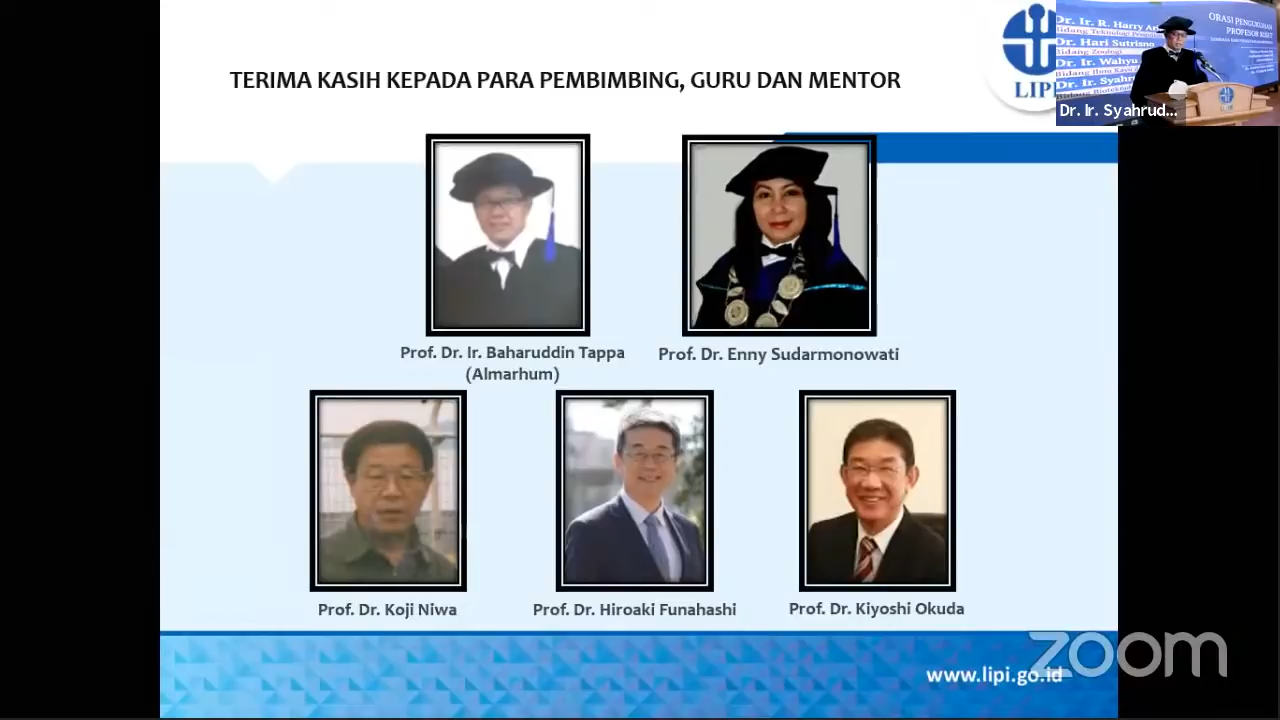 TERIMA KASIH KEPADA PARA PEMBIMBING, GURU DAN MENTOR
LIPI
Dr. Ir. R. Harry
Dr. Hari Sutrisno
Bidang Zoologi
Dr. Ir. Wahyu
Dr. Ir. Syahru
ORASI PENGUKUHAN
PROFESOR RISET
Dr. Ir. Syahrud...
Prof. Dr. Ir. Baharuddin Tappa
(Almarhum)
Prof. Dr. Enny Sudarmonowati
Prof. Dr. Koji Niwa
Prof. Dr. Hiroaki Funahashi
Prof. Dr. Kiyoshi Okuda
www.lipi.go.id
zoom